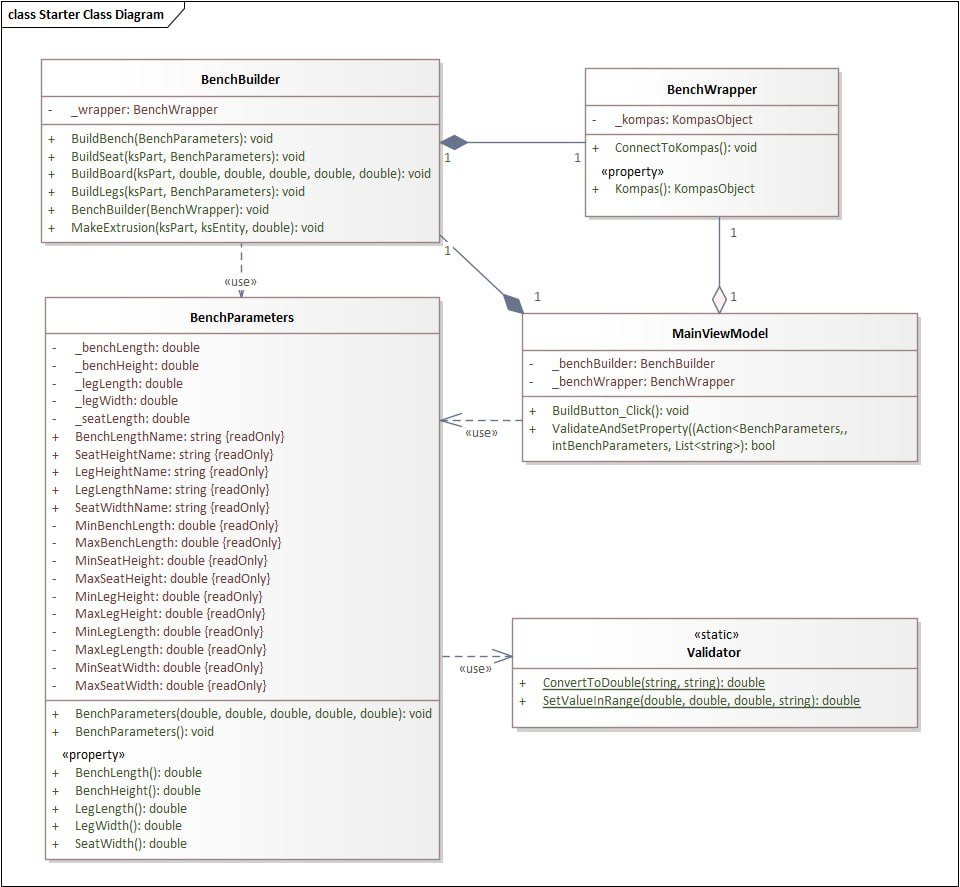 class Starter Class Diagram
BenchBuilder
- _wrapper: BenchWrapper
+ BuildBench(BenchParameters): void
+ BuildSeat(ksPart, BenchParameters): void
+ BuildBoard(ksPart, double, double, double, double, double): void
+ BuildLegs(ksPart, BenchParameters): void
+ BenchBuilder(BenchWrapper): void
+ MakeExtrusion(ksPart, ksEntity, double): void
1
1
BenchWrapper
- _kompas: KompasObject
+ ConnectToKompas(): void
«property»
+ Kompas(): KompasObject
1
1
1
1
«use»
BenchParameters
- _benchLength: double
- _benchHeight: double
- _legLength: double
- _legWidth: double
- _seatLength: double
+ BenchLengthName: string {readOnly}
+ SeatHeightName: string {readOnly}
+ LegHeightName: string {readOnly}
+ LegLengthName: string {readOnly}
+ SeatWidthName: string {readOnly}
- MinBenchLength: double {readOnly}
- MaxBenchLength: double {readOnly}
- MinSeatHeight: double {readOnly}
- MaxSeatHeight: double {readOnly}
- MinLegHeight: double {readOnly}
- MaxLegHeight: double {readOnly}
- MinLegLength: double {readOnly}
- MaxLegLength: double {readOnly}
- MinSeatWidth: double {readOnly}
- MaxSeatWidth: double {readOnly}
+ BenchParameters(double, double, double, double, double): void
+ BenchParameters(): void
«property»
+ BenchLength(): double
+ BenchHeight(): double
+ LegLength(): double
+ LegWidth(): double
+ SeatWidth(): double
MainViewModel
- _benchBuilder: BenchBuilder
- _benchWrapper: BenchWrapper
+ BuildButton_Click(): void
+ ValidateAndSetProperty((Action<BenchParameters,,
intBenchParameters, List<string>): bool
«use»
«use»
«static»
Validator
+ ConvertToDouble(string, string): double
+ SetValueInRange(double, double, double, string): double